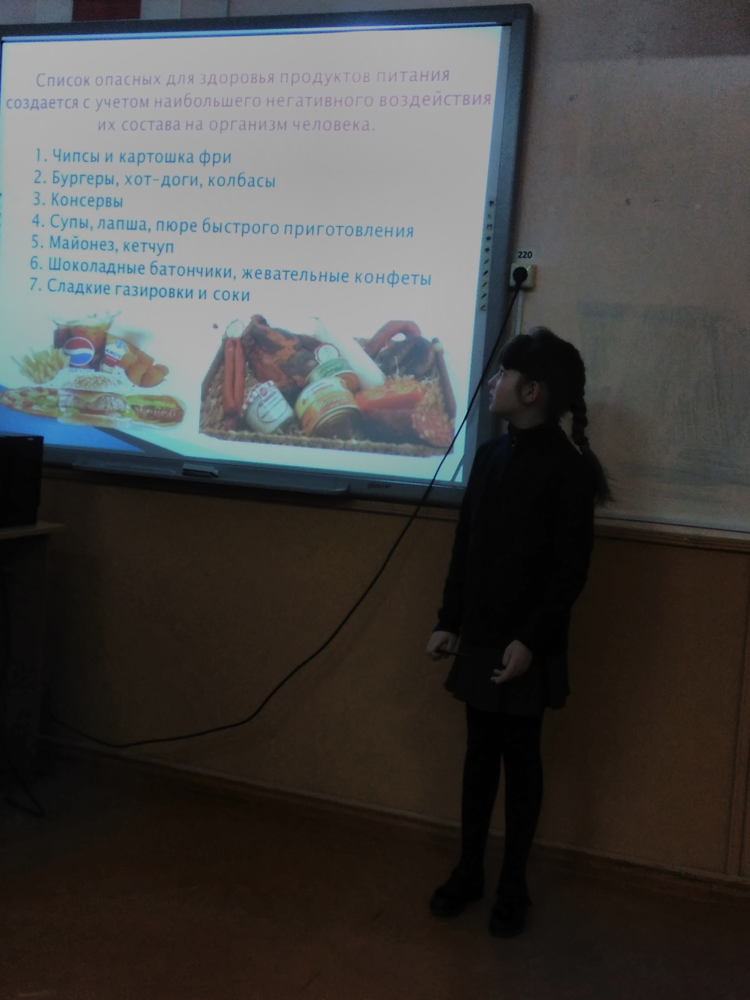 Список опасных для здоровья продуктов питания
создается с учетом наибольшего негативного воздействия
их состава на организм человека.
1. Чипсы и картошка фри
2. Бургеры, хот-доги, колбасы
3. Консервы
4. Супы, лапша, пюре быстрого приготовления
5. Майонез, кетчуп
6. Шоколадные батончики, жевательные конфеты
7. Сладкие газировки и соки
220